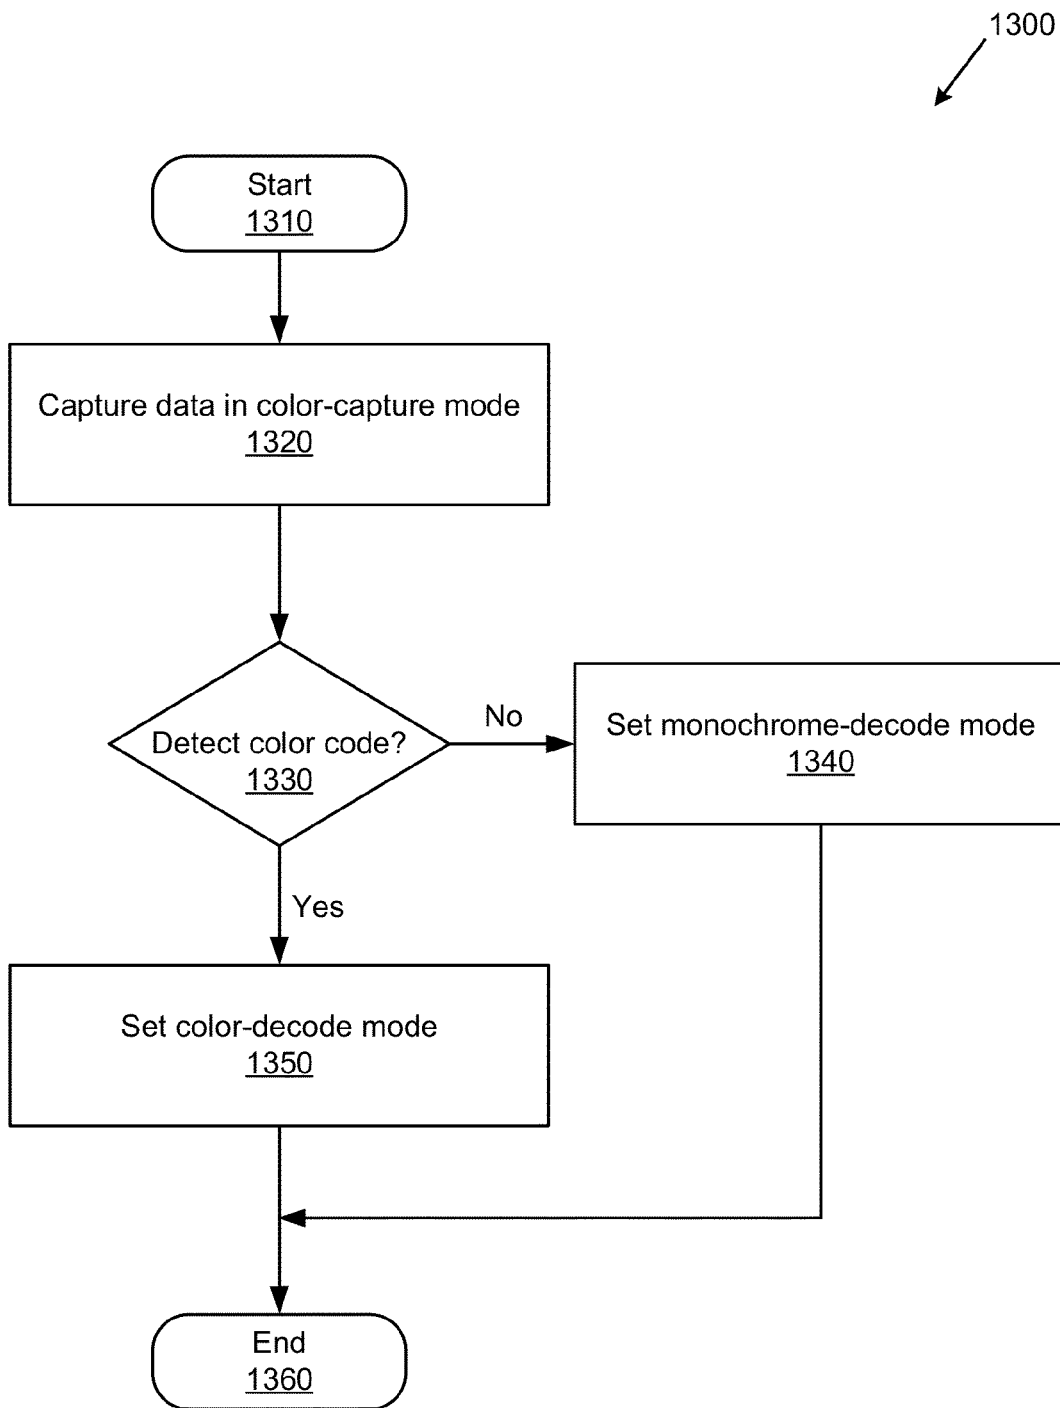 1300
Start
1310
Capture data in color-capture mode
1320
Detect color code?
1330
No
Set monochrome-decode mode
1340
Yes
Set color-decode mode
1350
End
1360